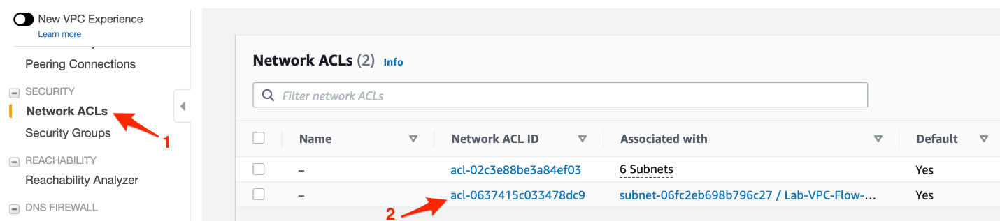 New VPC Experience
Learn more
Peering Connections
SECURITY
Network ACLs
1
Security Groups
REACHABILITY
Reachability Analyzer
DNS FIREWALL
Network ACLs (2) Info
Filter network ACLs
Name Network ACL ID Associated with Default
– acl-02c3e88be3a84ef03 6 Subnets Yes
– acl-0637415c033478dc9 subnet-06fc2eb698b796c27 / Lab-VPC-Flow-... Yes
2